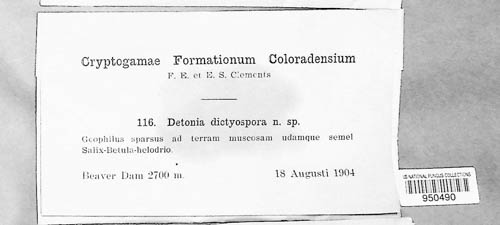 Cryptogamae Formationum Coloradensium
F. E. et E. S. Clements
116. Detonia dictyospora n. sp.
Geophilus sparsus ad terram muscosam udamque semel
Salix-Betula-helodrio.
Beaver Dam 2700 m. 18 Augusti 1904
US NATIONAL FUNGUS COLLECTIONS
950490